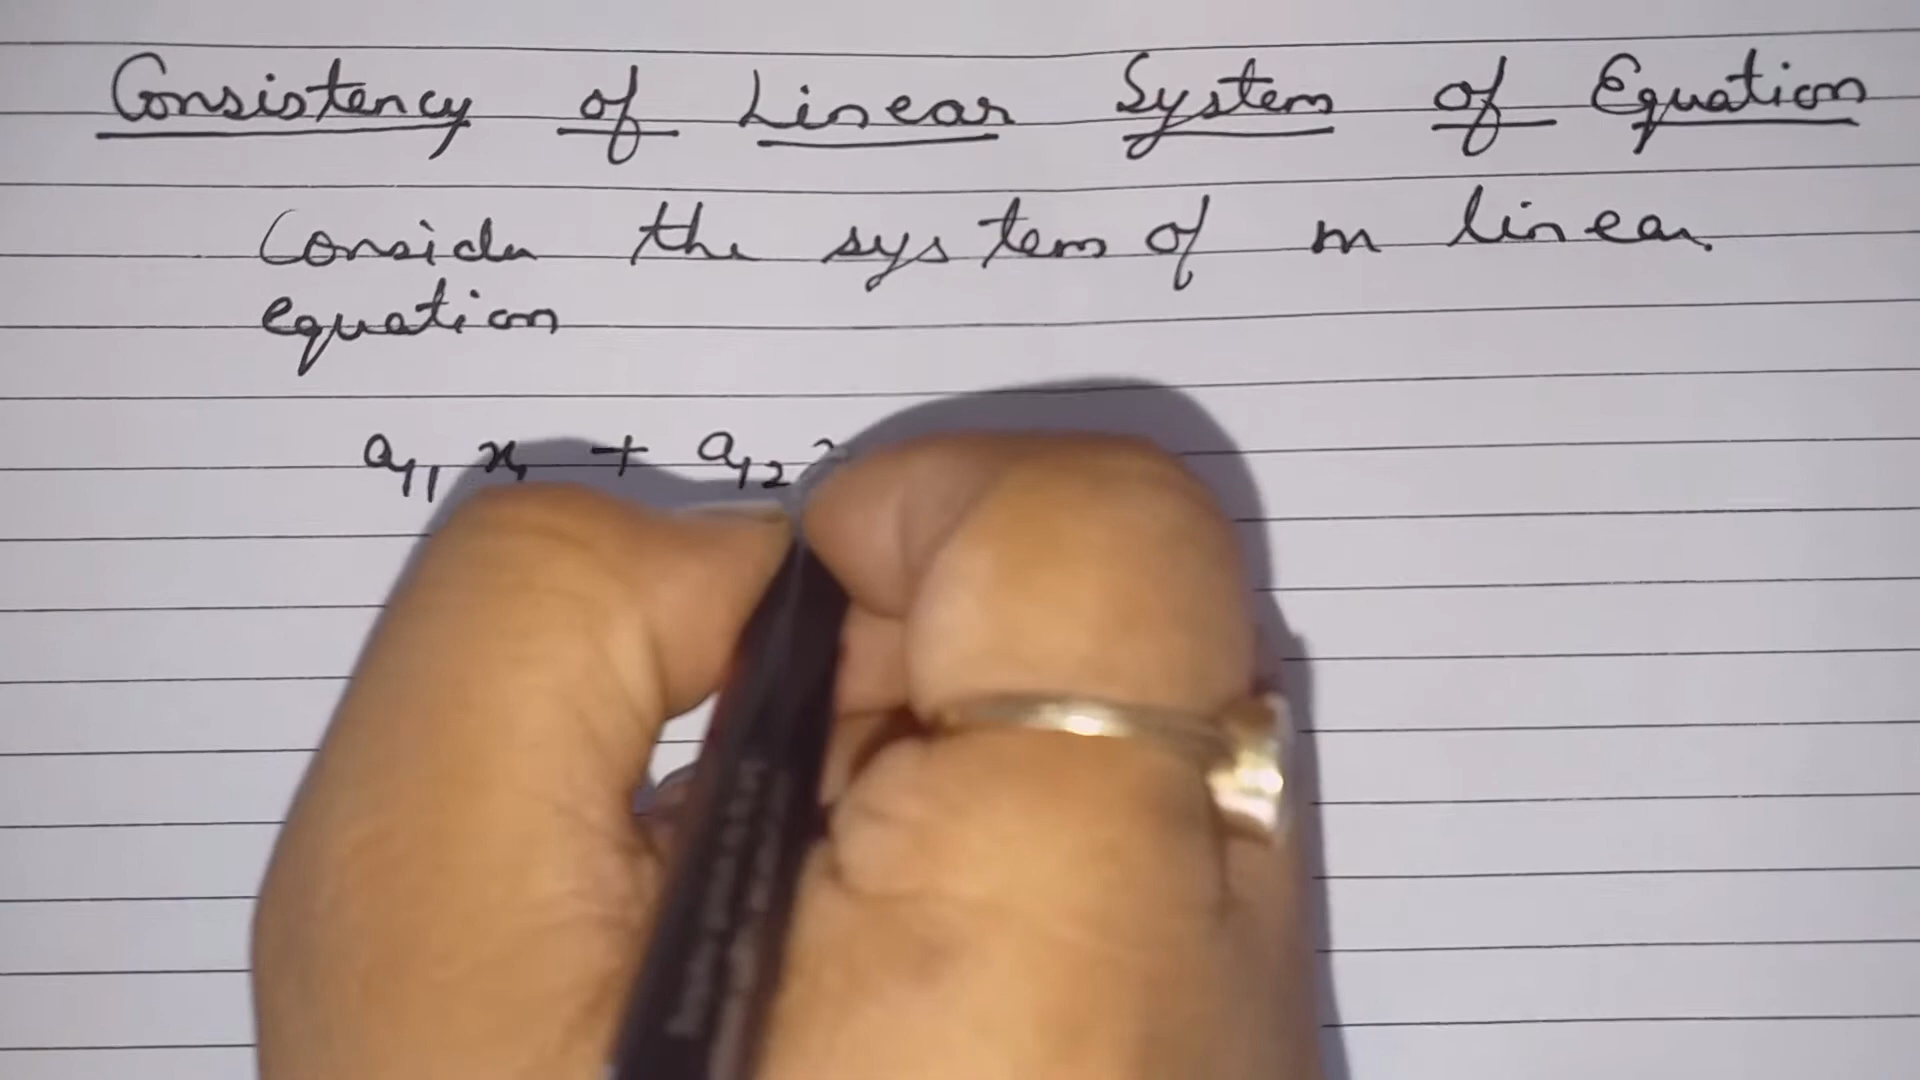 Consistency of Linear System of Equation
Consider the system of m linear
equation
a₁₁ x₁ + a₁₂